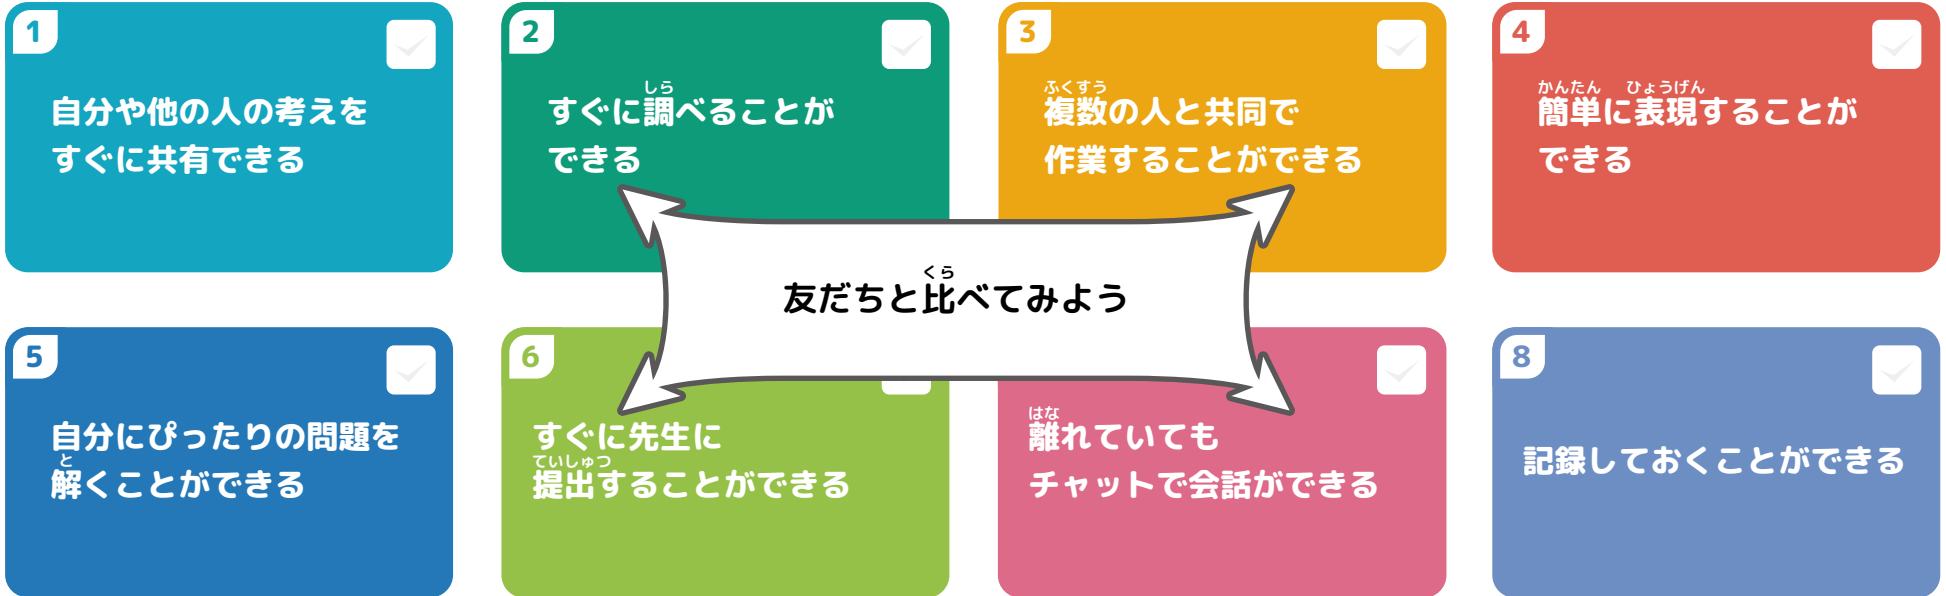 1
自分や他の人の考えを
すぐに共有できる
2
しら
すぐに調べることが
できる
3
ふくすう
複数の人と共同で
作業することができる
4
かんたん ひょうげん
簡単に表現することが
できる
友だちと比べてみよう
くら
5
自分にぴったりの問題を
と
解くことができる
6
すぐに先生に
ていしゅつ
提出することができる
はな
離れていても
チャットで会話ができる
8
記録しておくことができる